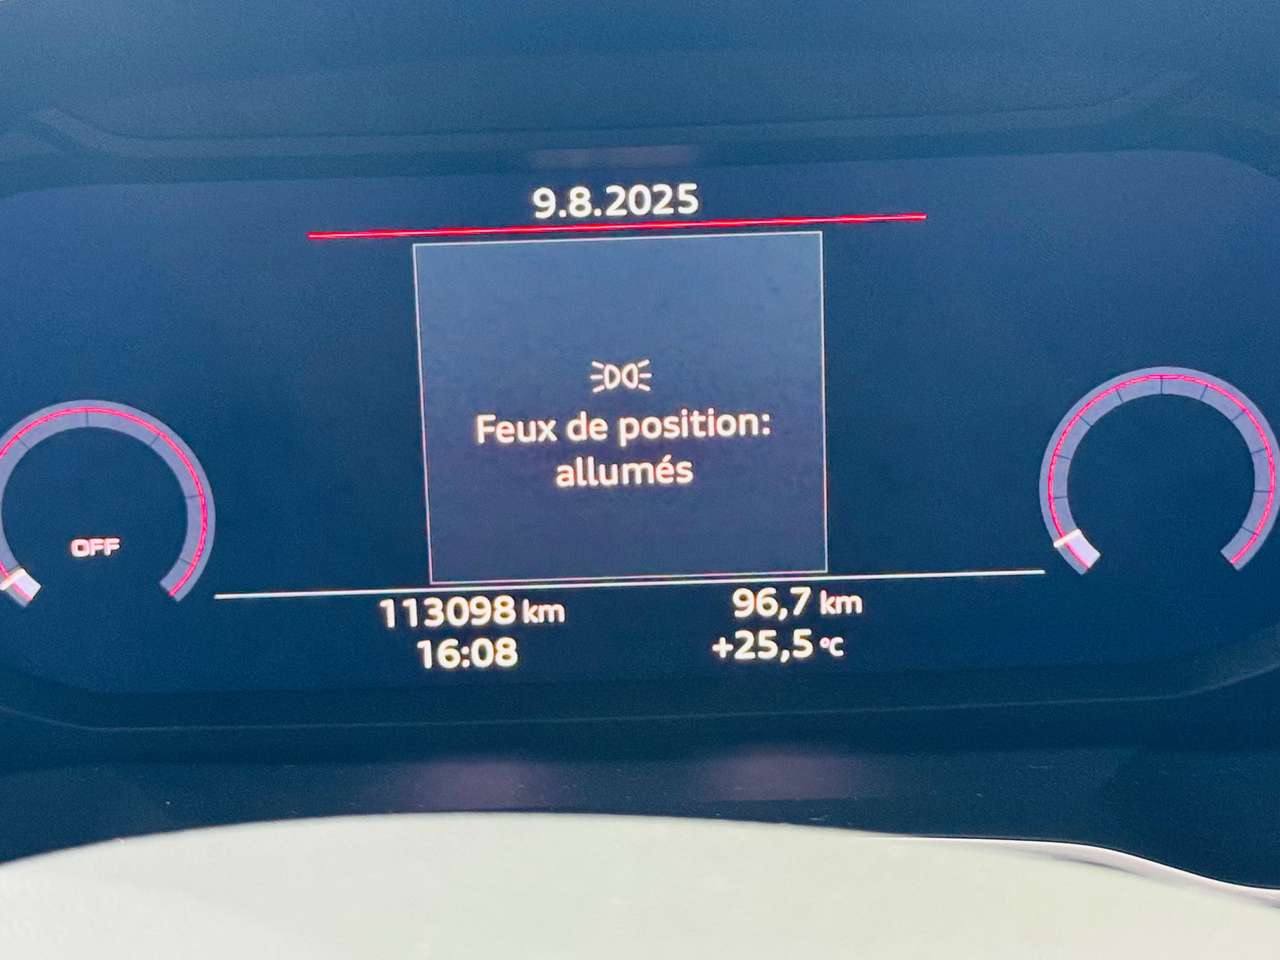 9.8.2025
Feux de position:
allumés
OFF
113098 km
96,7 km
16:08
+25,5 °C